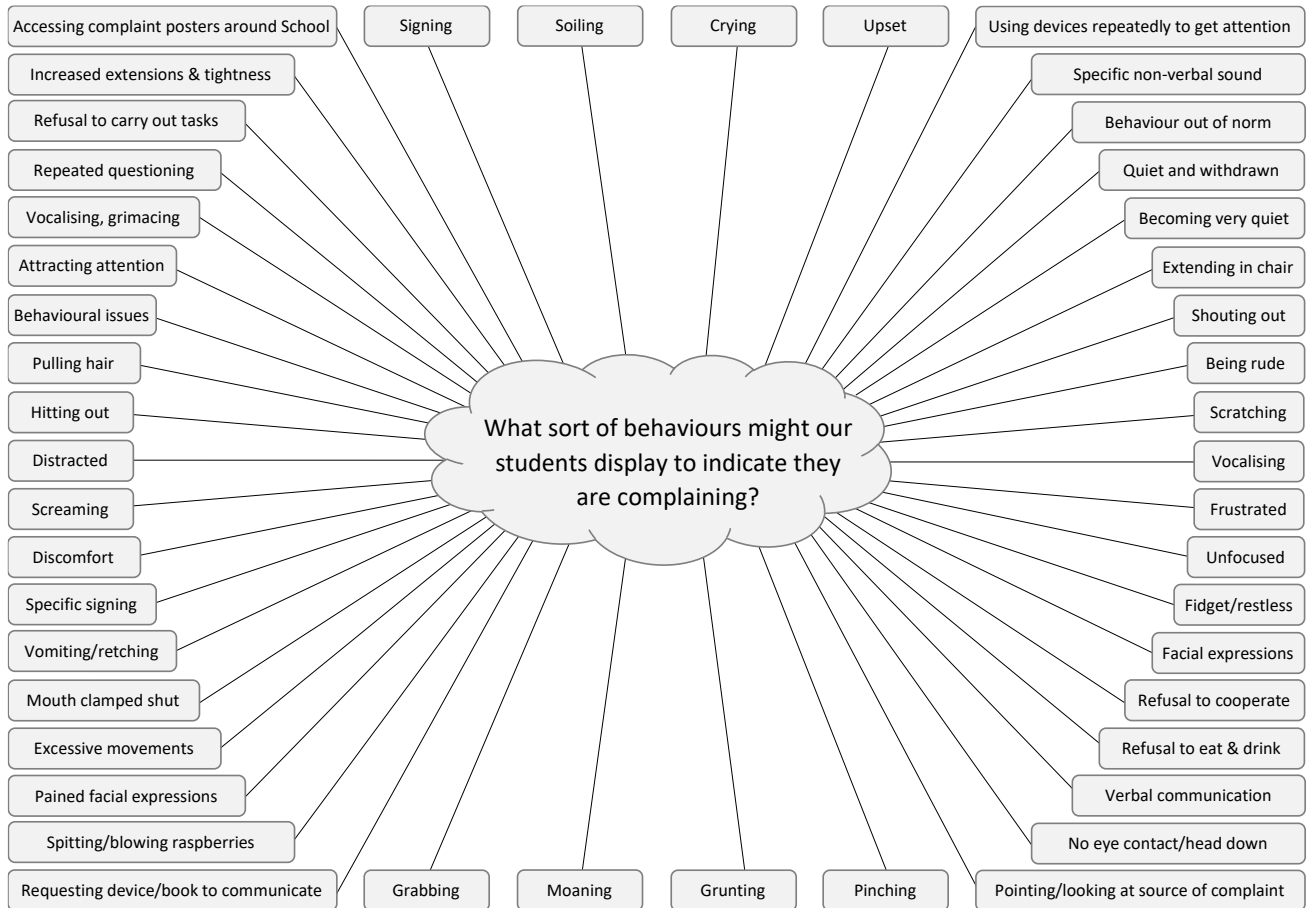 Accessing complaint posters around School
Signing
Soiling
Crying
Upset
Using devices repeatedly to get attention
Increased extensions & tightness
Specific non-verbal sound
Refusal to carry out tasks
Behaviour out of norm
Repeated questioning
Quiet and withdrawn
Vocalising, grimacing
Becoming very quiet
Attracting attention
Extending in chair
Behavioural issues
Shouting out
Pulling hair
Being rude
Hitting out
Scratching
What sort of behaviours might our
students display to indicate they
are complaining?
Distracted
Vocalising
Screaming
Frustrated
Discomfort
Unfocused
Specific signing
Fidget/restless
Vomiting/retching
Facial expressions
Mouth clamped shut
Refusal to cooperate
Excessive movements
Refusal to eat & drink
Pained facial expressions
Verbal communication
Spitting/blowing raspberries
No eye contact/head down
Requesting device/book to communicate
Grabbing
Moaning
Grunting
Pinching
Pointing/looking at source of complaint